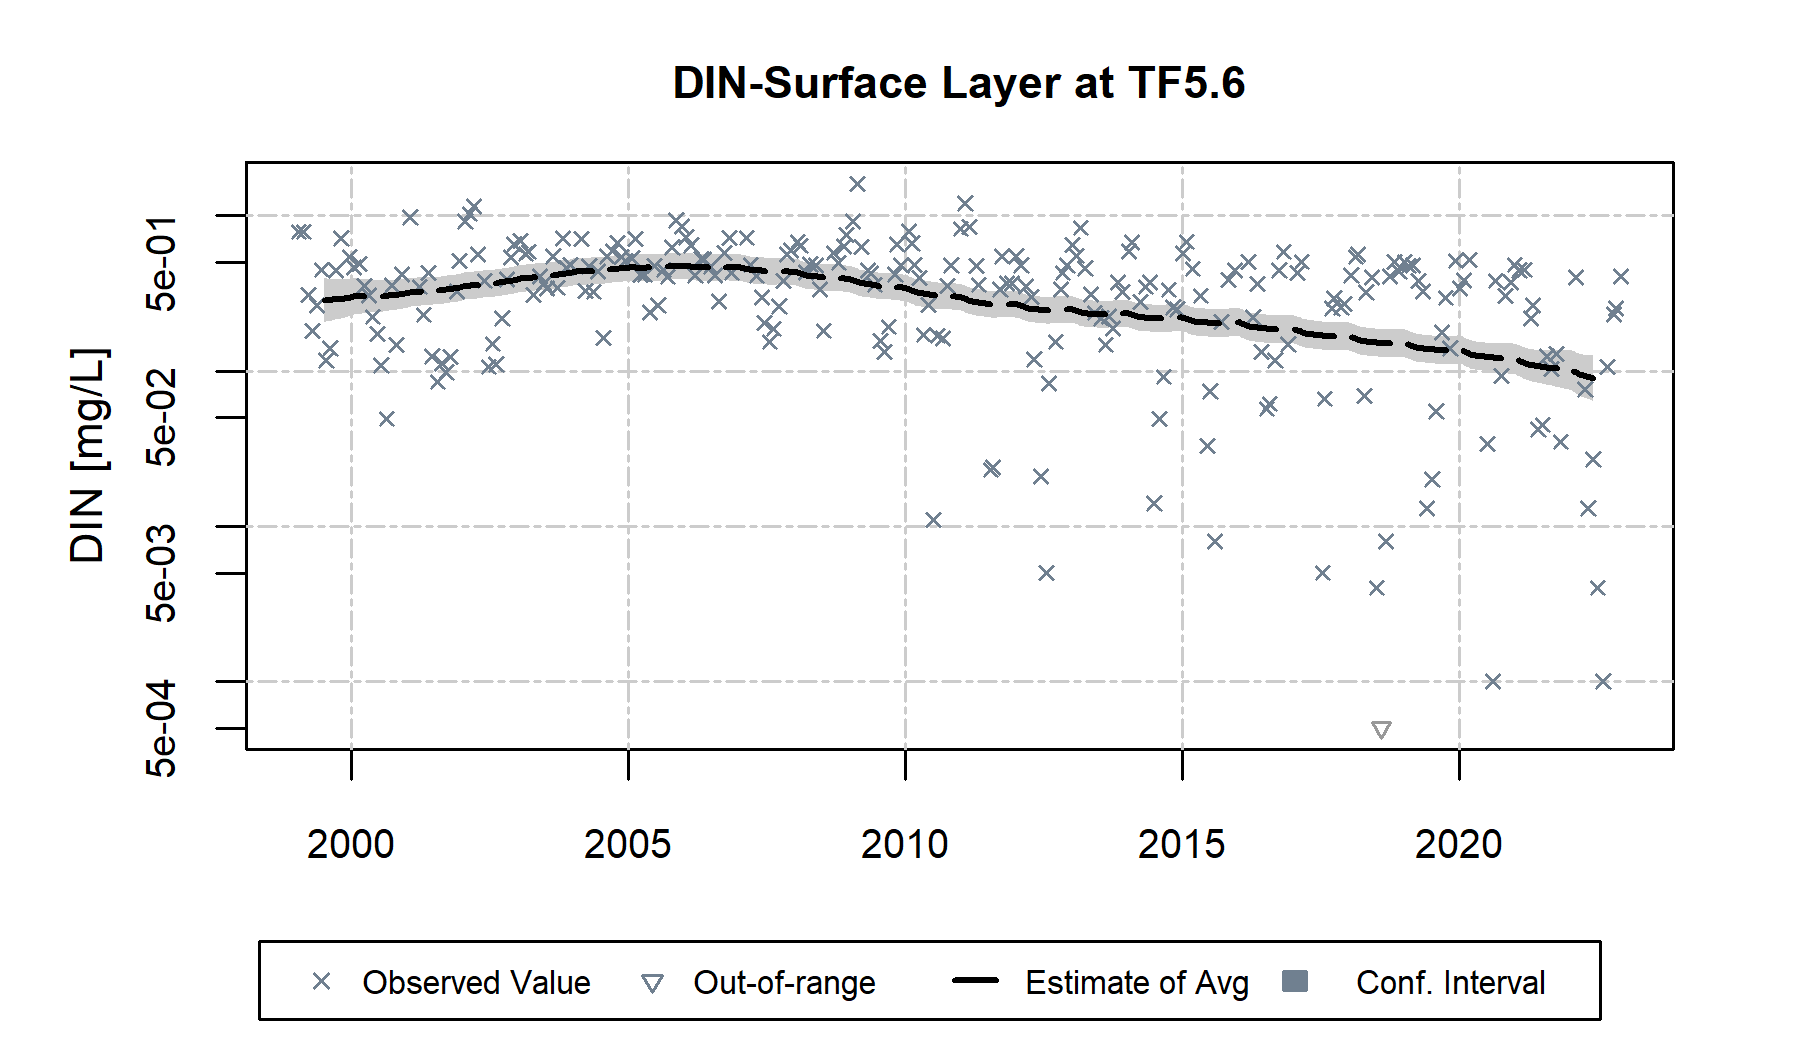 DIN-Surface Layer at TF5.6
DIN [mg/L]
5e-01
5e-02
5e-03
5e-04
2000 2005 2010 2015 2020
Observed Value Out-of-range Estimate of Avg Conf. Interval